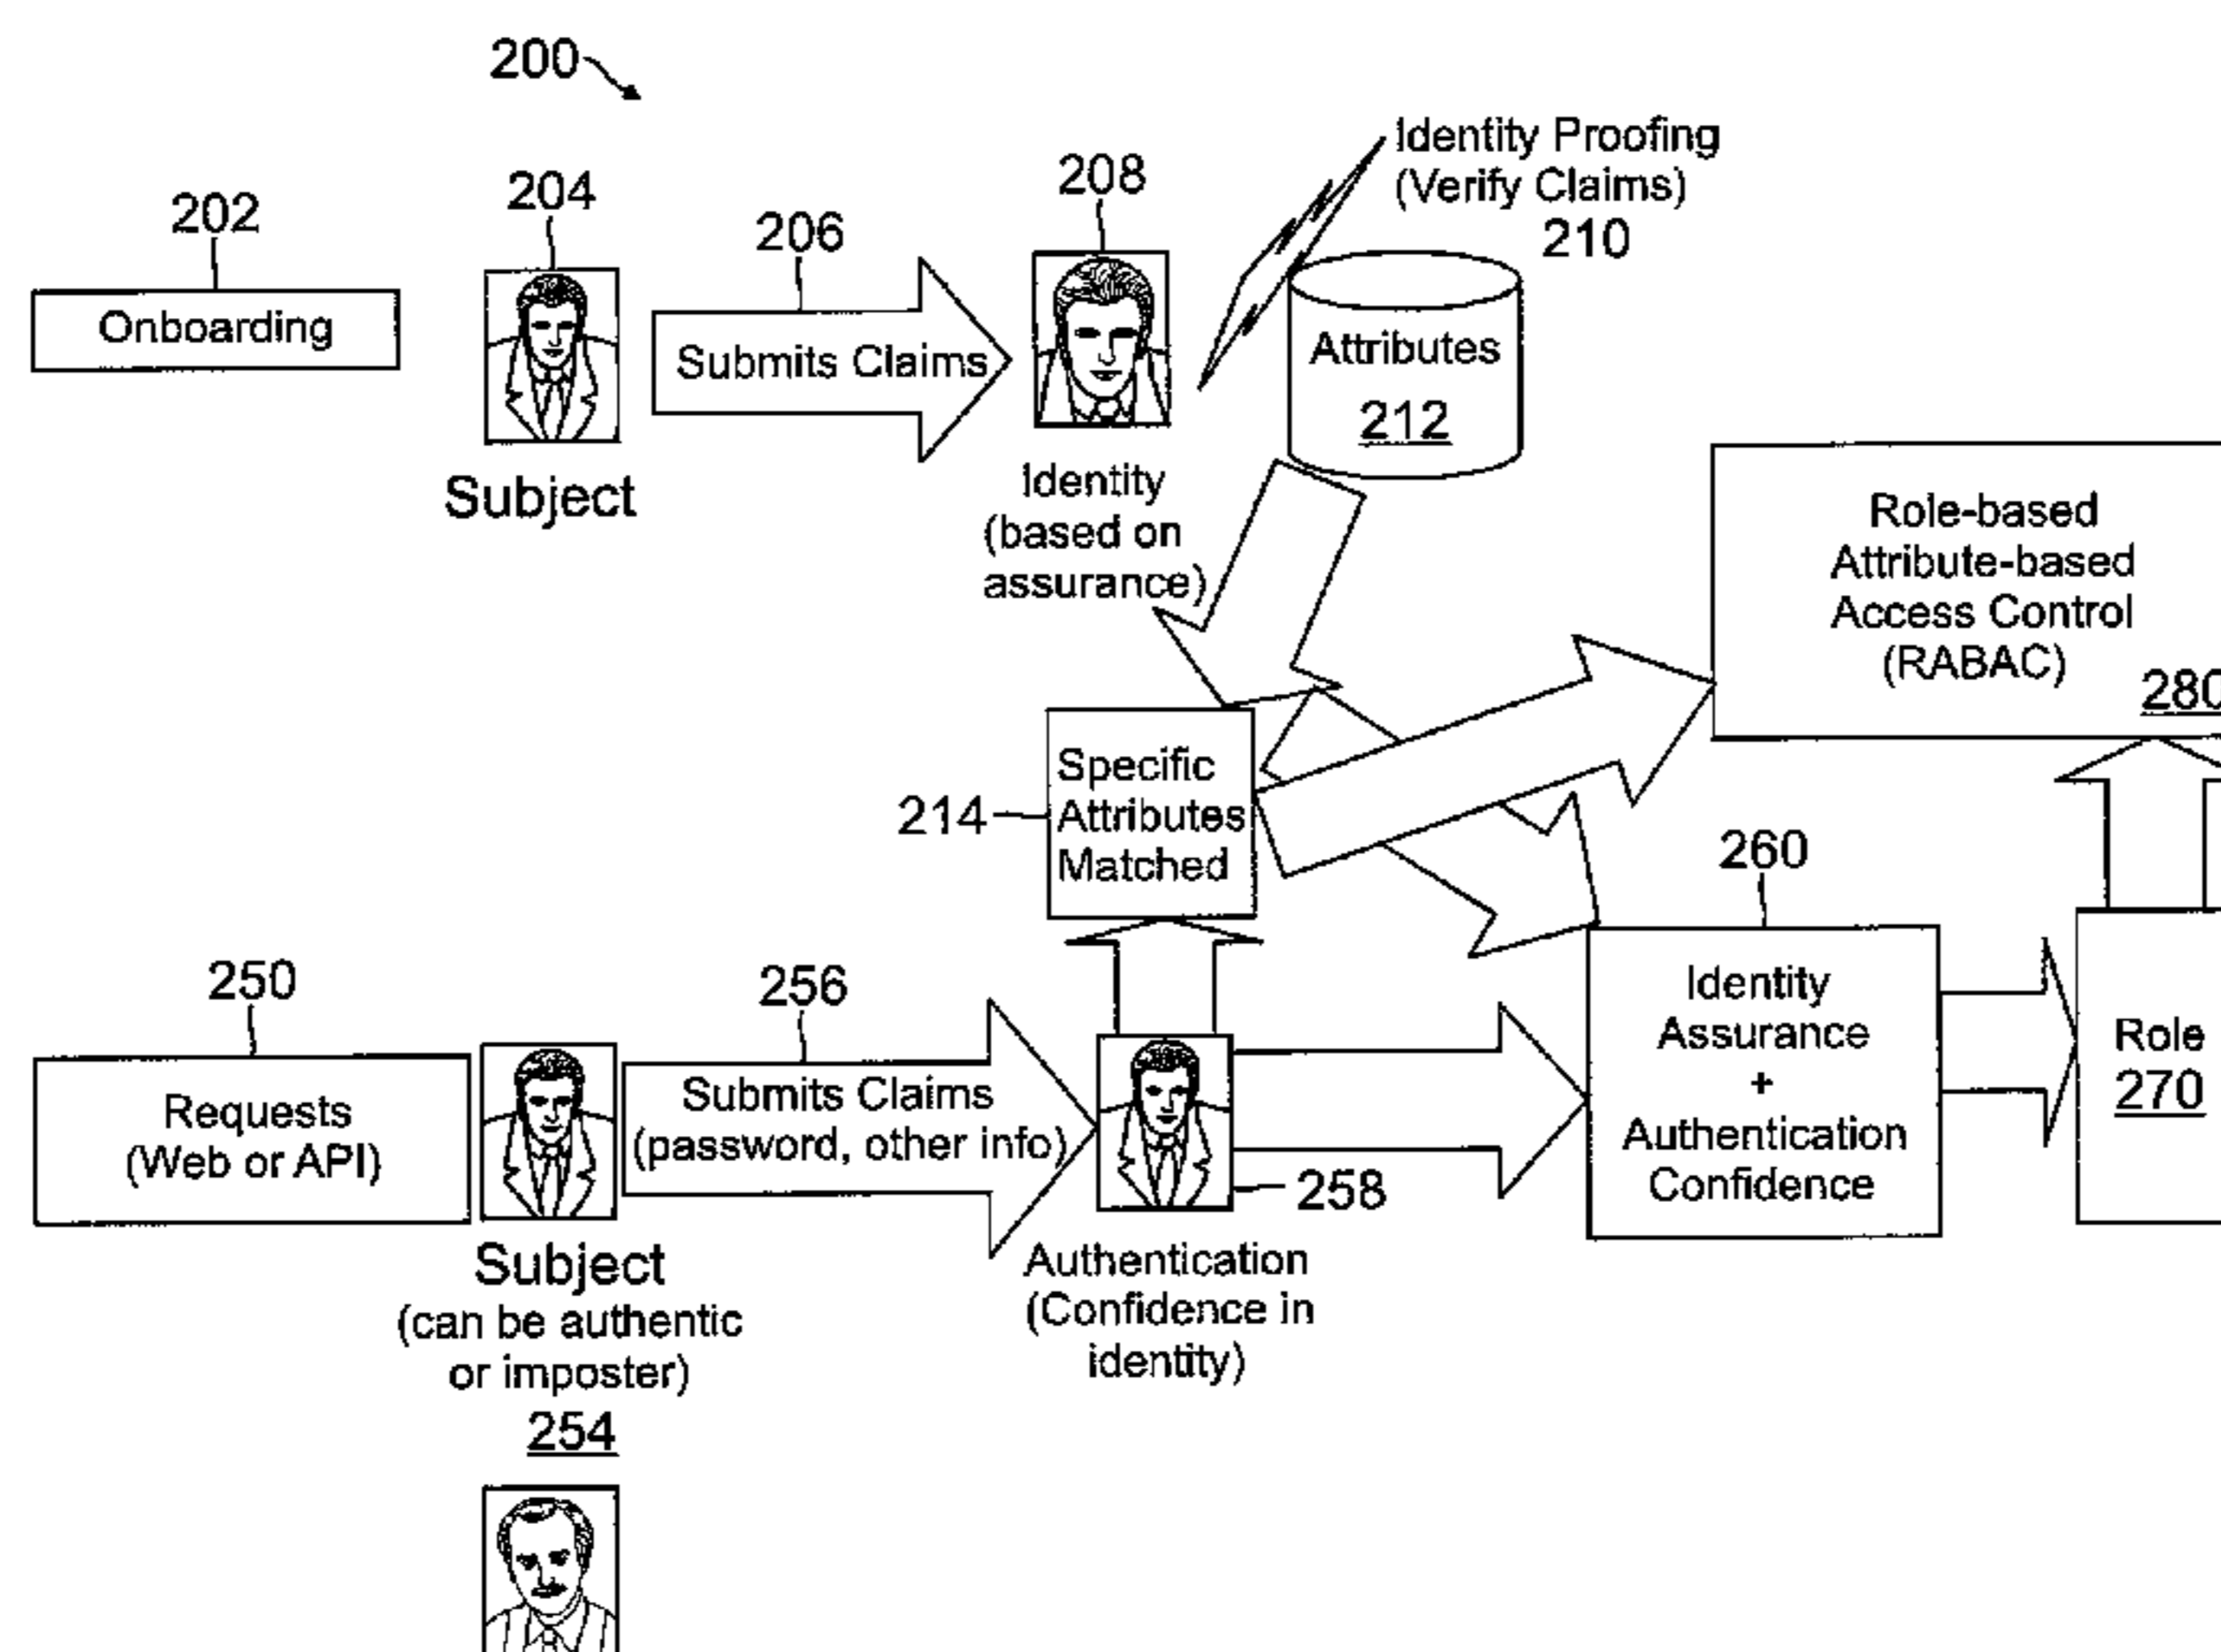 200
202
Onboarding
204
Subject
206
Submits Claims
208
Identity
(based on
assurance)
Identity Proofing
(Verify Claims)
210
Attributes
212
Role-based
Attribute-based
Access Control
(RABAC)
280
214
Specific
Attributes
Matched
250
Requests
(Web or API)
Subject
(can be authentic
or imposter)
254
256
Submits Claims
(password, other info)
258
Authentication
(Confidence in
identity)
260
Identity
Assurance
+
Authentication
Confidence
Role
270